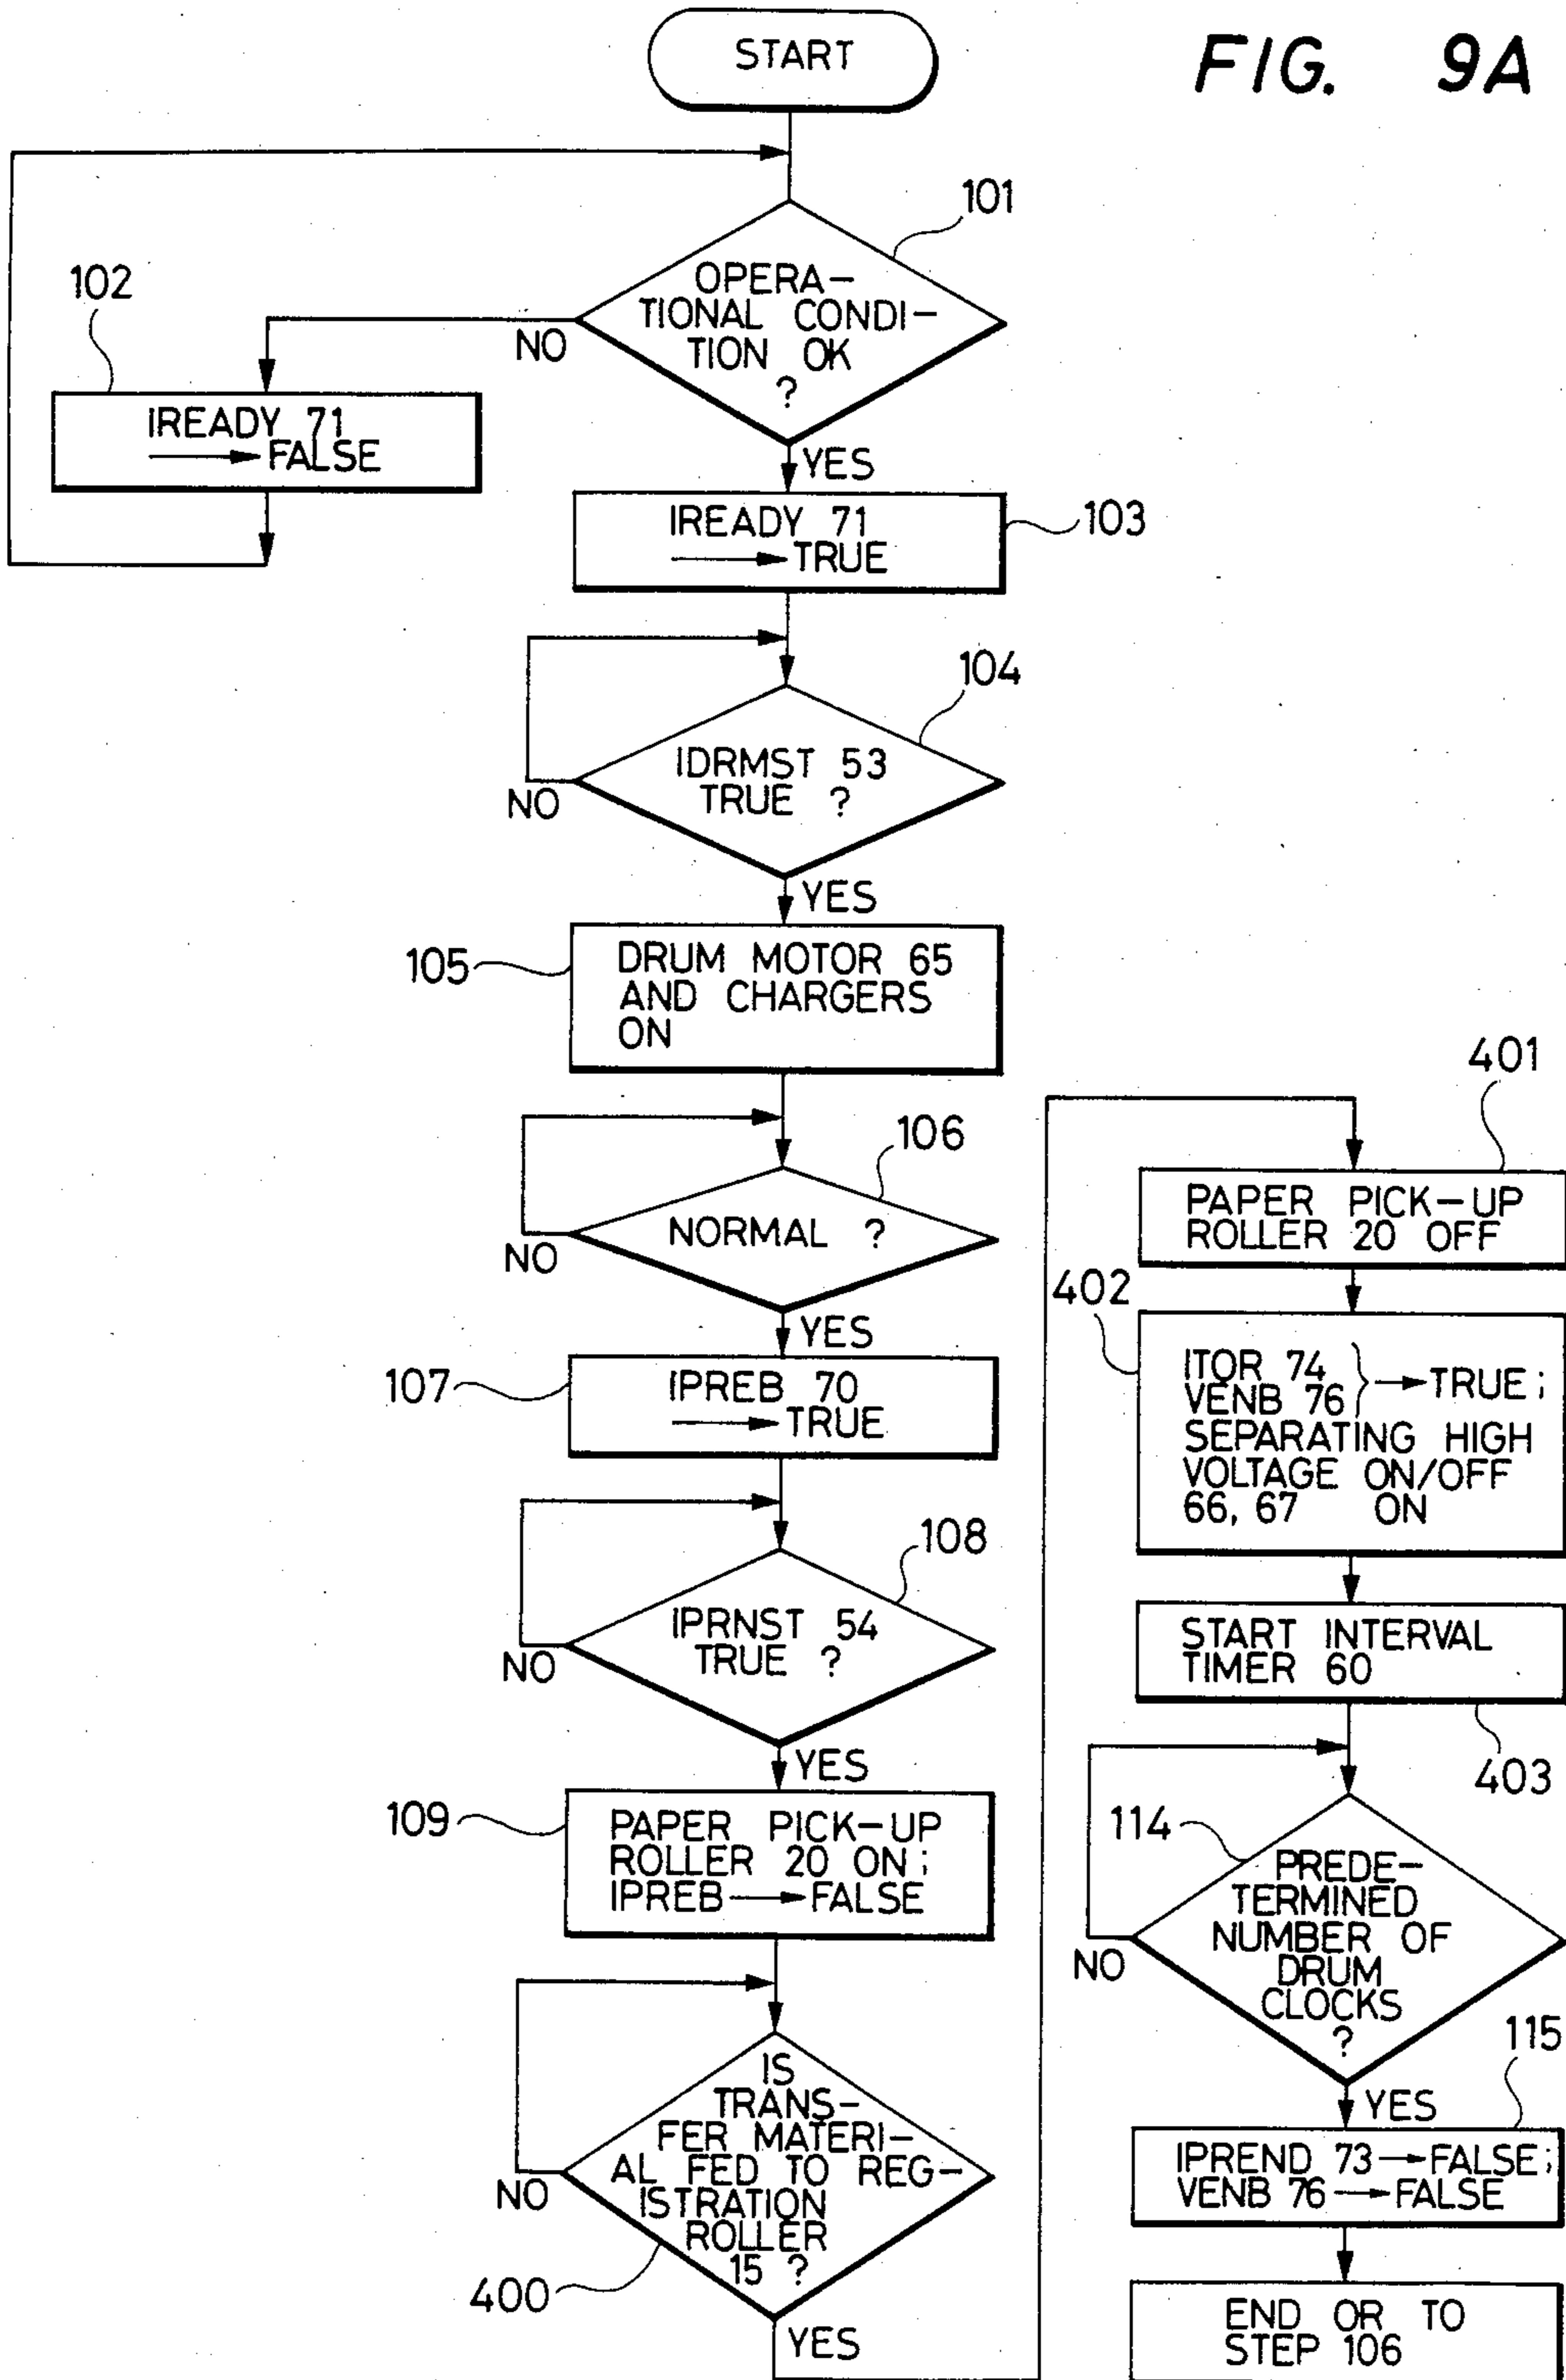 FIG. 9A
START
101
OPERA-
TIONAL CONDI-
TION OK
?
NO
102
IREADY 71
→ FALSE
YES
IREADY 71
→ TRUE
103
104
IDRMST 53
TRUE ?
NO
YES
105
DRUM MOTOR 65
AND CHARGERS
ON
106
NORMAL ?
NO
YES
107
IPREB 70
→ TRUE
108
IPRNST 54
TRUE ?
NO
YES
109
PAPER PICK-UP
ROLLER 20 ON;
IPREB → FALSE
IS
TRANS-
FER MATERI-
AL FED TO REG-
ISTRATION
ROLLER
15 ?
NO
400
YES
401
PAPER PICK-UP
ROLLER 20 OFF
402
ITOR 74
VENB 76 } → TRUE;
SEPARATING HIGH
VOLTAGE ON/OFF
66, 67 ON
START INTERVAL
TIMER 60
403
114
PREDE-
TERMINED
NUMBER OF
DRUM
CLOCKS
?
NO
YES
115
IPREND 73 → FALSE;
VENB 76 → FALSE
END OR TO
STEP 106